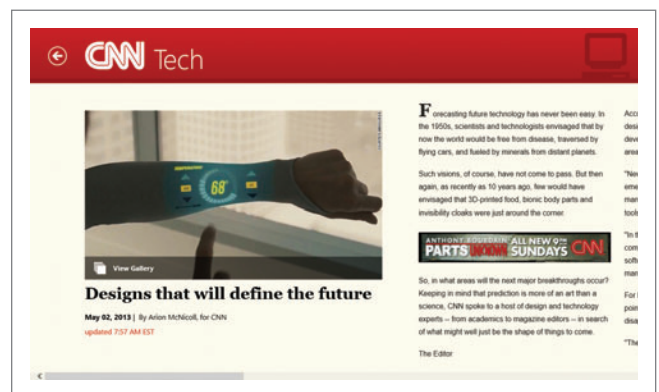 CNN Tech
68°
View Gallery
Designs that will define the future
May 02, 2013 | By Arion McNicoll, for CNN
updated 7:57 AM EST
Forecasting future technology has never been easy. In
the 1950s, scientists and technologists envisaged that by
now the world would be free from disease, traversed by
flying cars, and fueled by minerals from distant planets.
Such visions, of course, have not come to pass. But then
again, as recently as 10 years ago, few would have
envisaged that 3D-printed food, bionic body parts and
invisibility cloaks were just around the corner.
ANTHONY BOURDAIN
PARTS UNKNOWN
ALL NEW 9PM
SUNDAYS
CNN
So, in what areas will the next major breakthroughs occur?
Keeping in mind that prediction is more of an art than a
science, CNN spoke to a host of design and technology
experts -- from academics to magazine editors -- in search
of what might well just be the shape of things to come.
The Editor